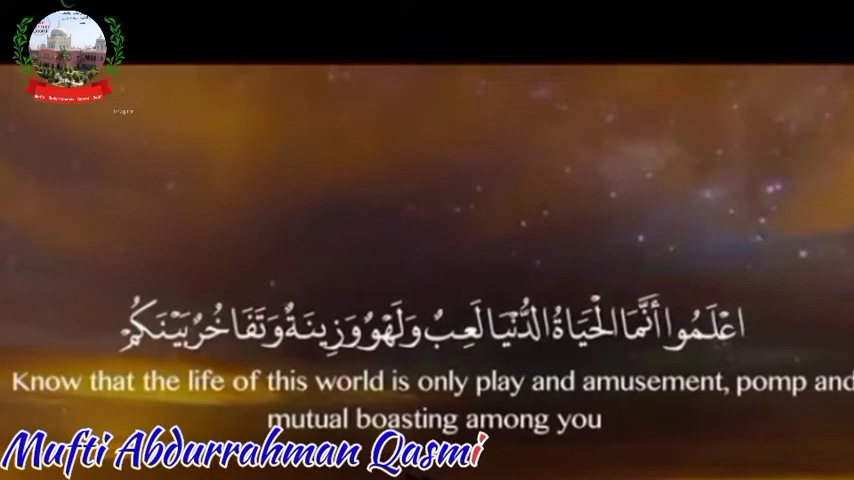 اعْلَمُوا أَنَّمَا الْحَيَاةُ الدُّنْيَا لَعِبٌ وَلَهْوٌ وَزِينَةٌ وَتَفَاخُرٌ بَيْنَكُمْ
Know that the life of this world is only play and amusement, pomp and
mutual boasting among you
Mufti Abdurrahman Qasmi